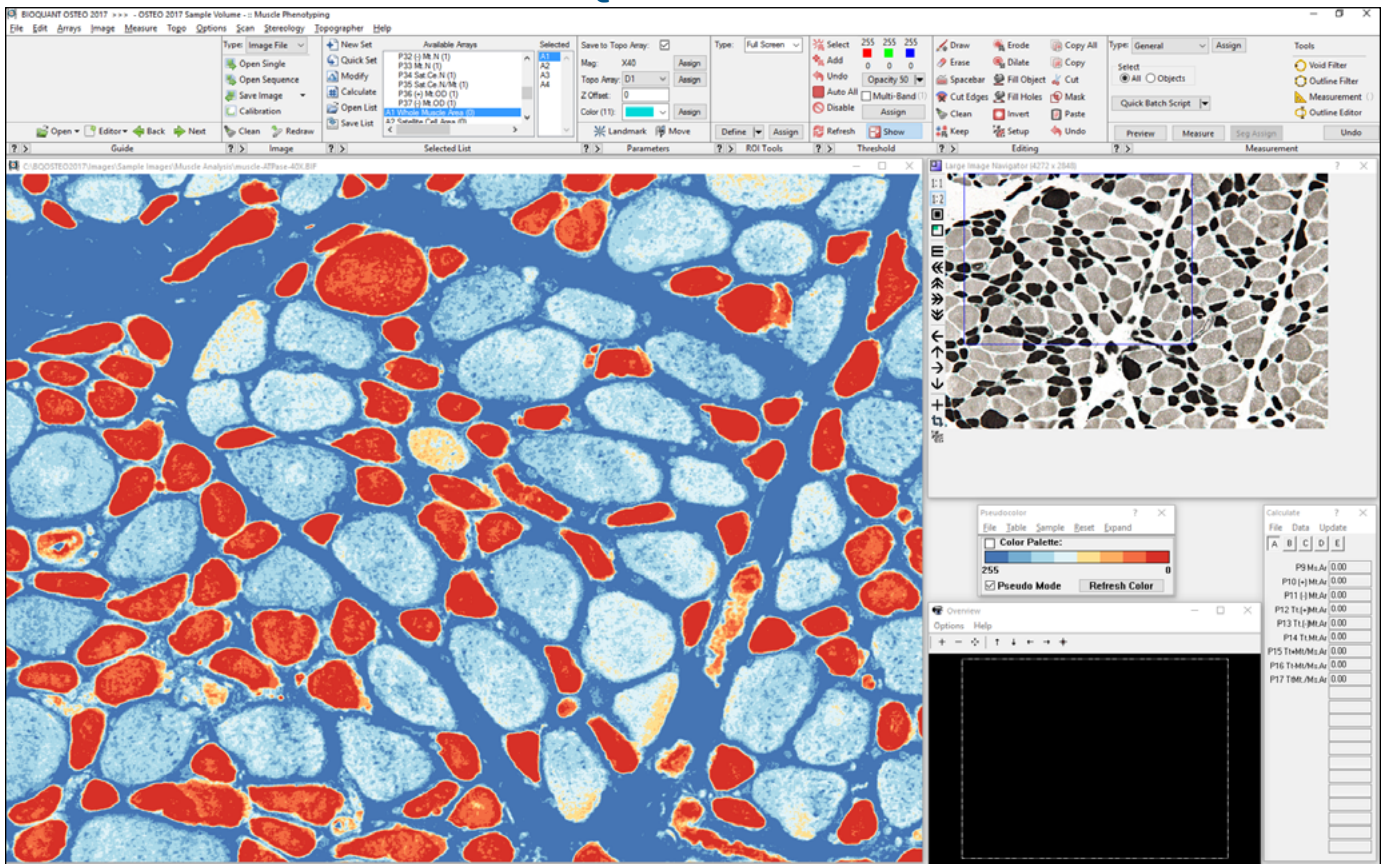 BIOQUANT OSTEO 2017 >>> - OSTEO 2017 Sample Volume - :: Muscle Phenotyping
File Edit Arrays Image Measure Topo Options Scan Stereology Topographer Help
Open Editor Back Next
? > Guide
Type: Image File
Open Single
Open Sequence
Save Image
Calibration
Clean Redraw
? > Image
New Set
Quick Set
Modify
Calculate
Open List
Save List
Available Arrays
P32 (-) Mt.N (1)
P33 Mt.N (1)
P34 Sat.Ce.N (1)
P35 Sat.Ce.N/Mt (1)
P36 (+) Mt.OD (1)
P37 (-) Mt.OD (1)
A1 Whole Muscle Area (0)
A2 Satellite Cell Area (0)
Selected
A1
A2
A3
A4
? > Selected List
Save to Topo Array:
Mag: X40 Assign
Topo Array: D1 Assign
Z Offset: 0
Color (11): Assign
Landmark Move
? > Parameters
Type: Full Screen
Define Assign
? > ROI Tools
Select 255 255 255
Add 0 0 0
Undo Opacity 50
Auto All Multi-Band (1)
Disable Assign
Refresh Show
? > Threshold
Draw Erode Copy All
Erase Dilate Copy
Spacebar Fill Object Cut
Cut Edges Fill Holes Mask
Clean Invert Paste
Keep Setup Undo
? > Editing
Type: General Assign
Select
All Objects
Quick Batch Script
Preview Measure Seg Assign Undo
Tools
Void Filter
Outline Filter
Measurement ()
Outline Editor
? > Measurement
C:\BQOSTEO2017\Images\Sample Images\Muscle Analysis\muscle-ATPase-40X.BIF
Large Image Navigator (4272 x 2848) ?
1:1
1:2
Pseudocolor ?
File Table Sample Reset Expand
Color Palette:
255 0
Pseudo Mode Refresh Color
Overview
Options Help
Calculate ?
File Data Update
A B C D E
P9 Ms.Ar 0.00
P10 (+) Mt.Ar 0.00
P11 (-) Mt.Ar 0.00
P12 Tt.(+)Mt.Ar 0.00
P13 Tt.(-)Mt.Ar 0.00
P14 Tt.Mt.Ar 0.00
P15 Tt+Mt/Ms.Ar 0.00
P16 Tt-Mt/Ms.Ar 0.00
P17 TtMt./Ms.Ar 0.00